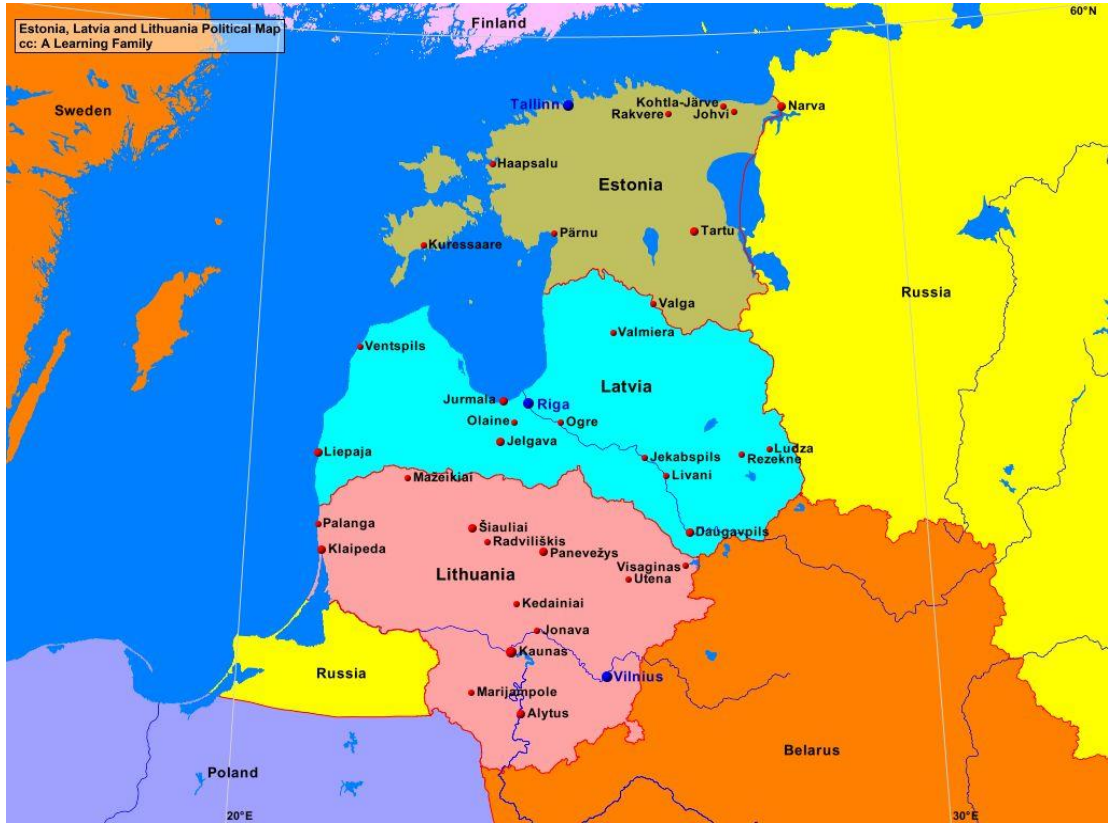 Finland
60°N
Estonia, Latvia and Lithuania Political Map
cc: A Learning Family
Sweden
Tallinn
Kohtla-Järve
Narva
Rakvere
Johvi
Haapsalu
Estonia
Pärnu
Tartu
Kuressaare
Russia
Valga
Valmiera
Ventspils
Latvia
Jurmala
Riga
Olaine
Ogre
Jelgava
Liepaja
Ludza
Jekabspils
Rezekne
Livani
Mažeikiai
Palanga
Šiauliai
Daugavpils
Radviliškis
Klaipeda
Panevežys
Visaginas
Lithuania
Utena
Kedainiai
Jonava
Kaunas
Russia
Vilnius
Marijampole
Alytus
Belarus
Poland
20°E
30°E